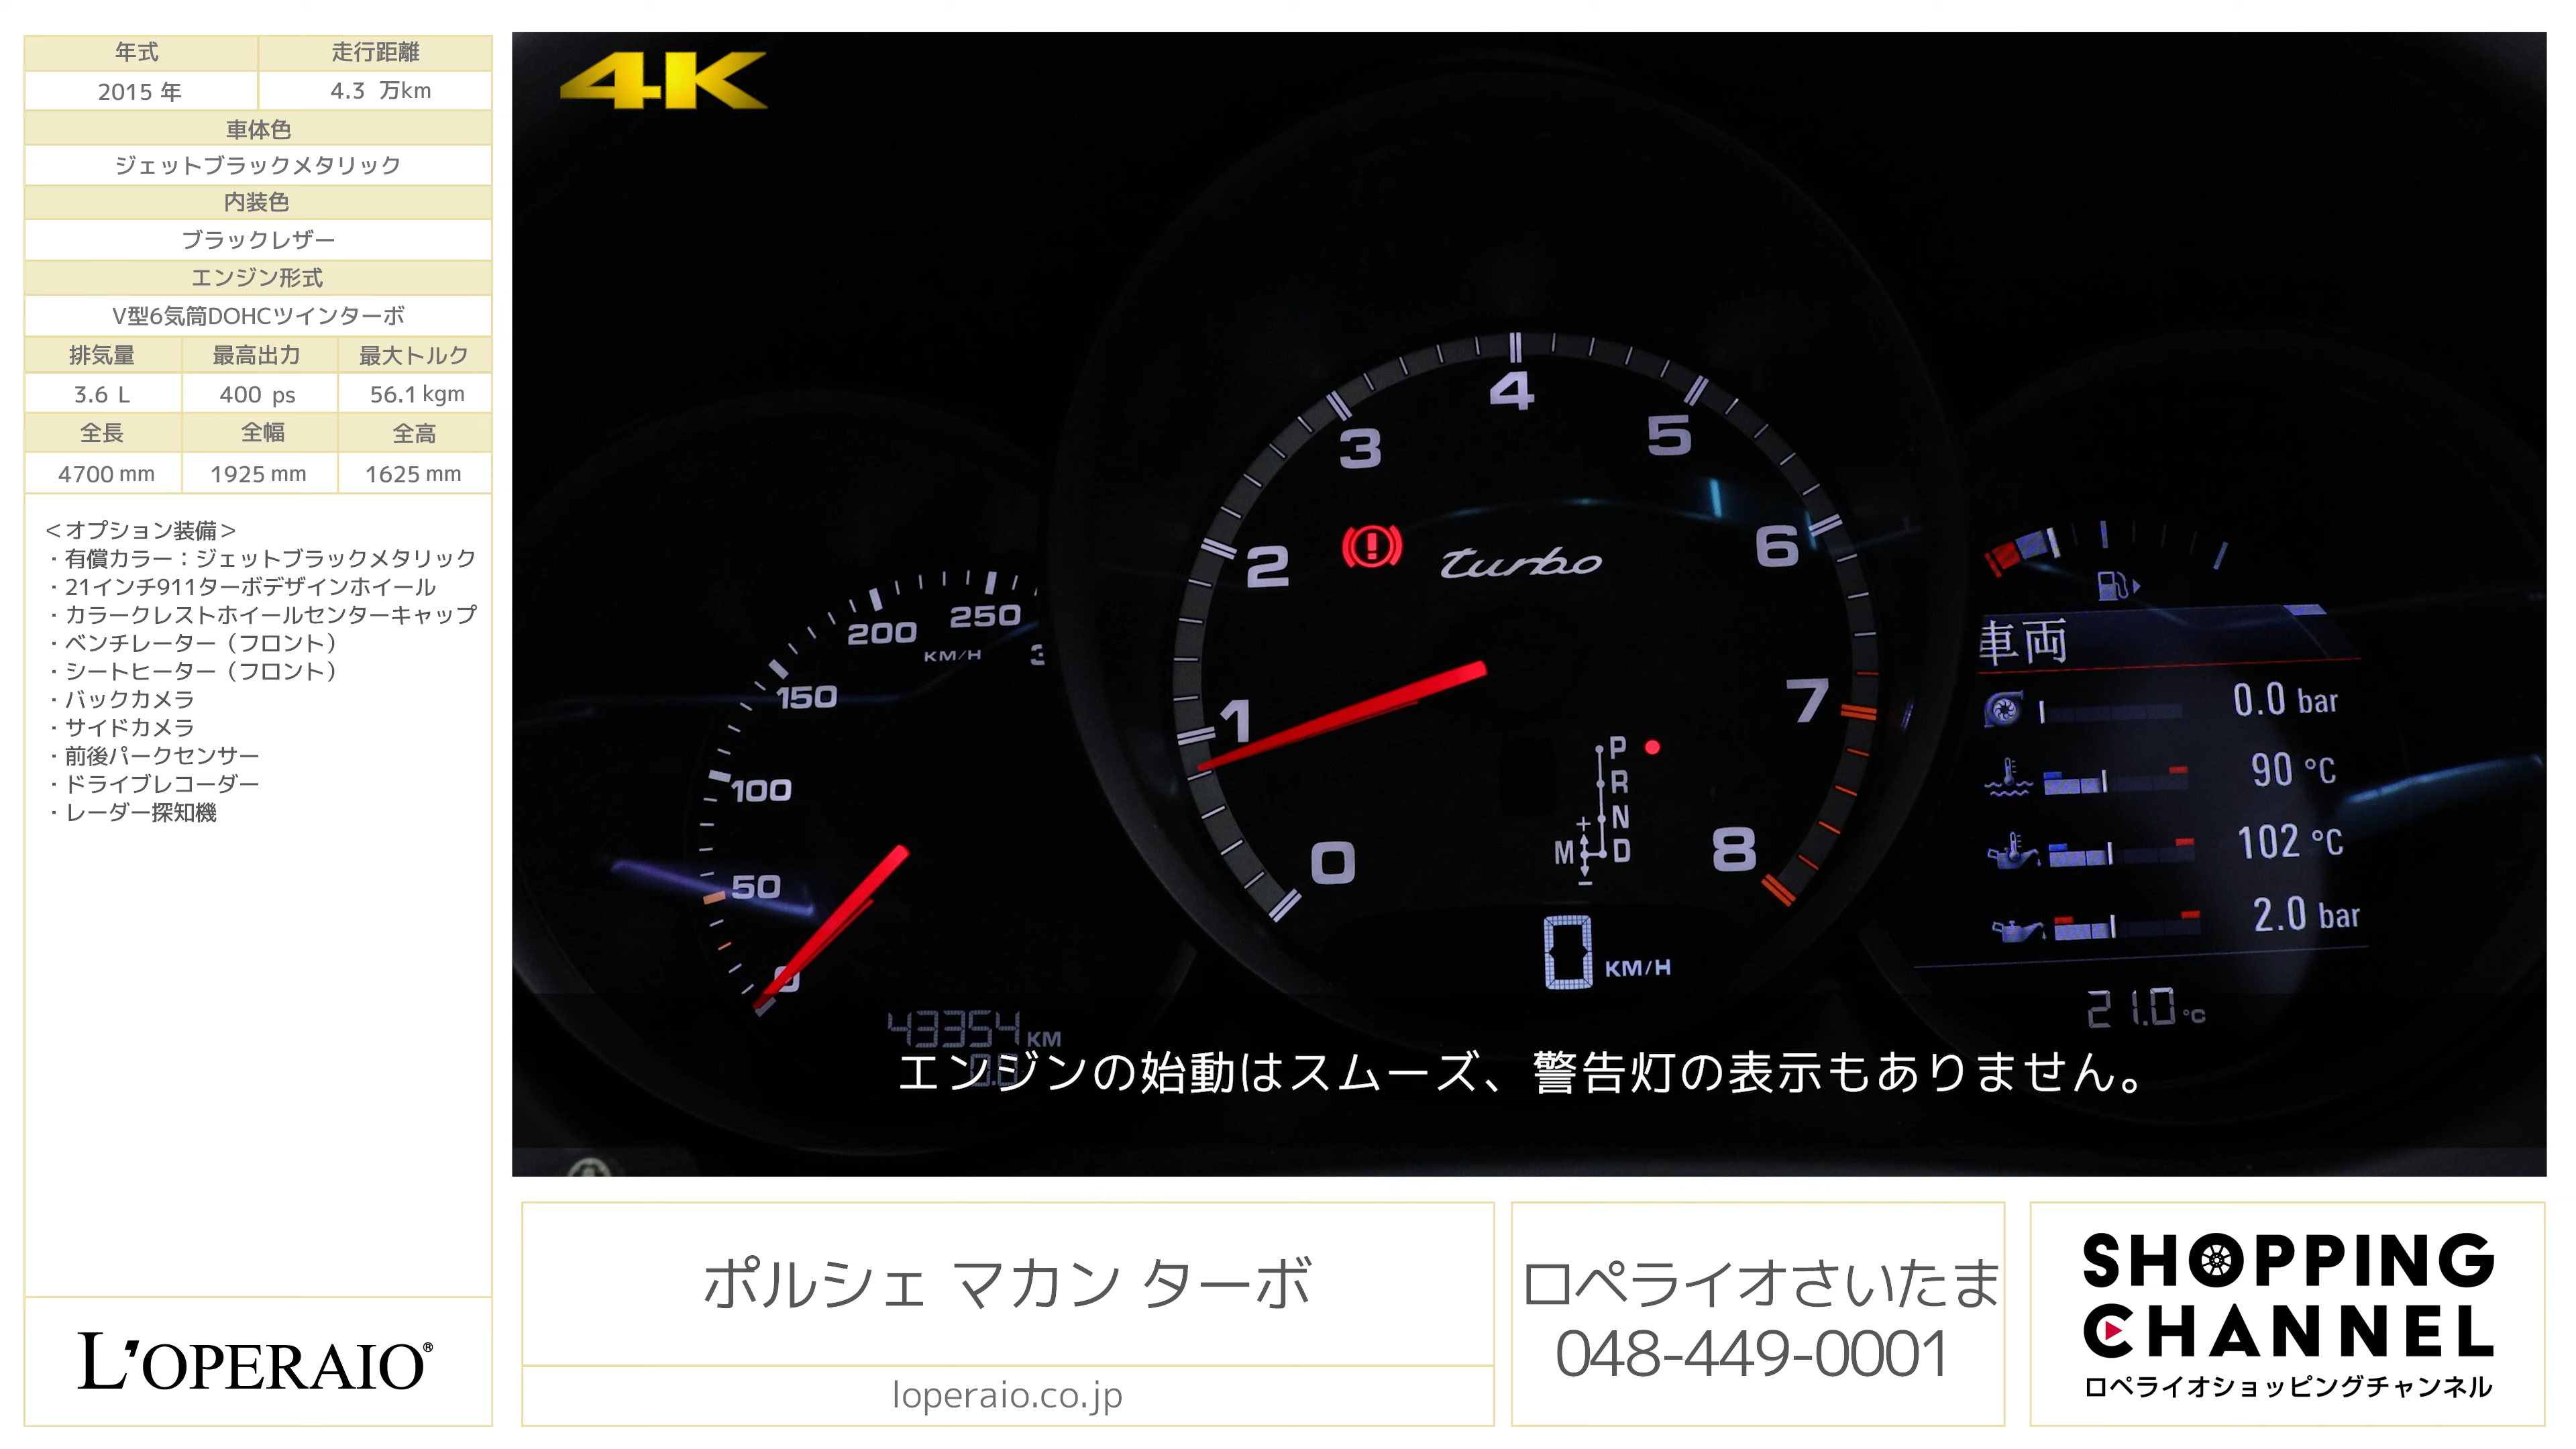 年式 走行距離
2015 年 4.3 万km
車体色
ジェットブラックメタリック
内装色
ブラックレザー
エンジン形式
V型6気筒DOHCツインターボ
排気量 最高出力 最大トルク
3.6 L 400 ps 56.1 kgm
全長 全幅 全高
4700 mm 1925 mm 1625 mm
＜オプション装備＞
・有償カラー：ジェットブラックメタリック
・21インチ911ターボデザインホイール
・カラークレストホイールセンターキャップ
・ベンチレーター（フロント）
・シートヒーター（フロント）
・バックカメラ
・サイドカメラ
・前後パークセンサー
・ドライブレコーダー
・レーダー探知機
L'OPERAIO®
4K
0
50
100
150
200
250
KM/H
43354 KM
0.0
0
1
2
3
4
5
6
7
8
turbo
P
R
N
M D
+
−
0 KM/H
車両
0.0 bar
90 °C
102 °C
2.0 bar
21.0 °C
エンジンの始動はスムーズ、警告灯の表示もありません。
ポルシェ マカン ターボ
loperaio.co.jp
ロペライオさいたま
048-449-0001
SHOPPING
CHANNEL
ロペライオショッピングチャンネル